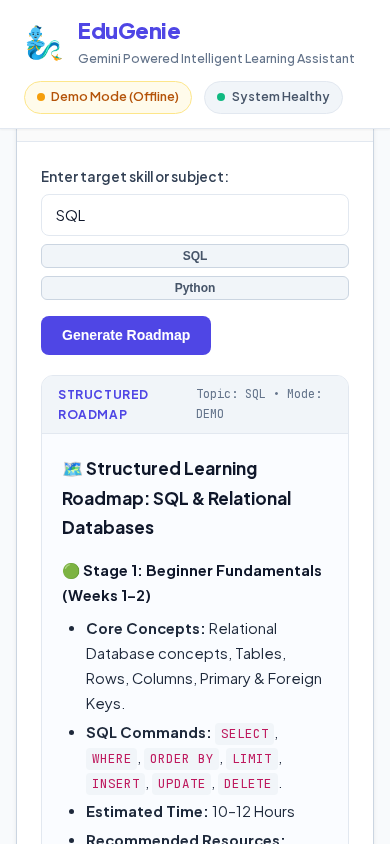 EduGenie
Gemini Powered Intelligent Learning Assistant
Demo Mode (Offline)
System Healthy
Enter target skill or subject:
SQL
SQL
Python
Generate Roadmap
STRUCTURED
ROADMAP
Topic: SQL • Mode:
DEMO
🗺️ Structured Learning
Roadmap: SQL & Relational
Databases
🟢 Stage 1: Beginner Fundamentals
(Weeks 1–2)
• Core Concepts: Relational
Database concepts, Tables,
Rows, Columns, Primary & Foreign
Keys.
• SQL Commands: SELECT,
WHERE, ORDER BY, LIMIT,
INSERT, UPDATE, DELETE.
• Estimated Time: 10–12 Hours
• Recommended Resources: